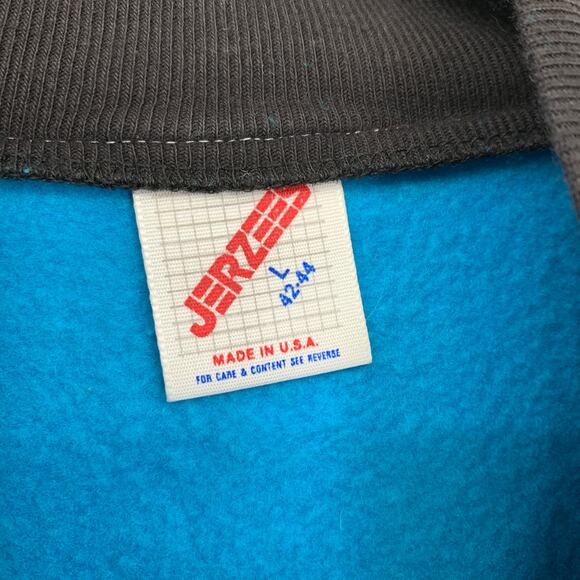 JERZEES
L
42-44
MADE IN U.S.A.
FOR CARE & CONTENT SEE REVERSE